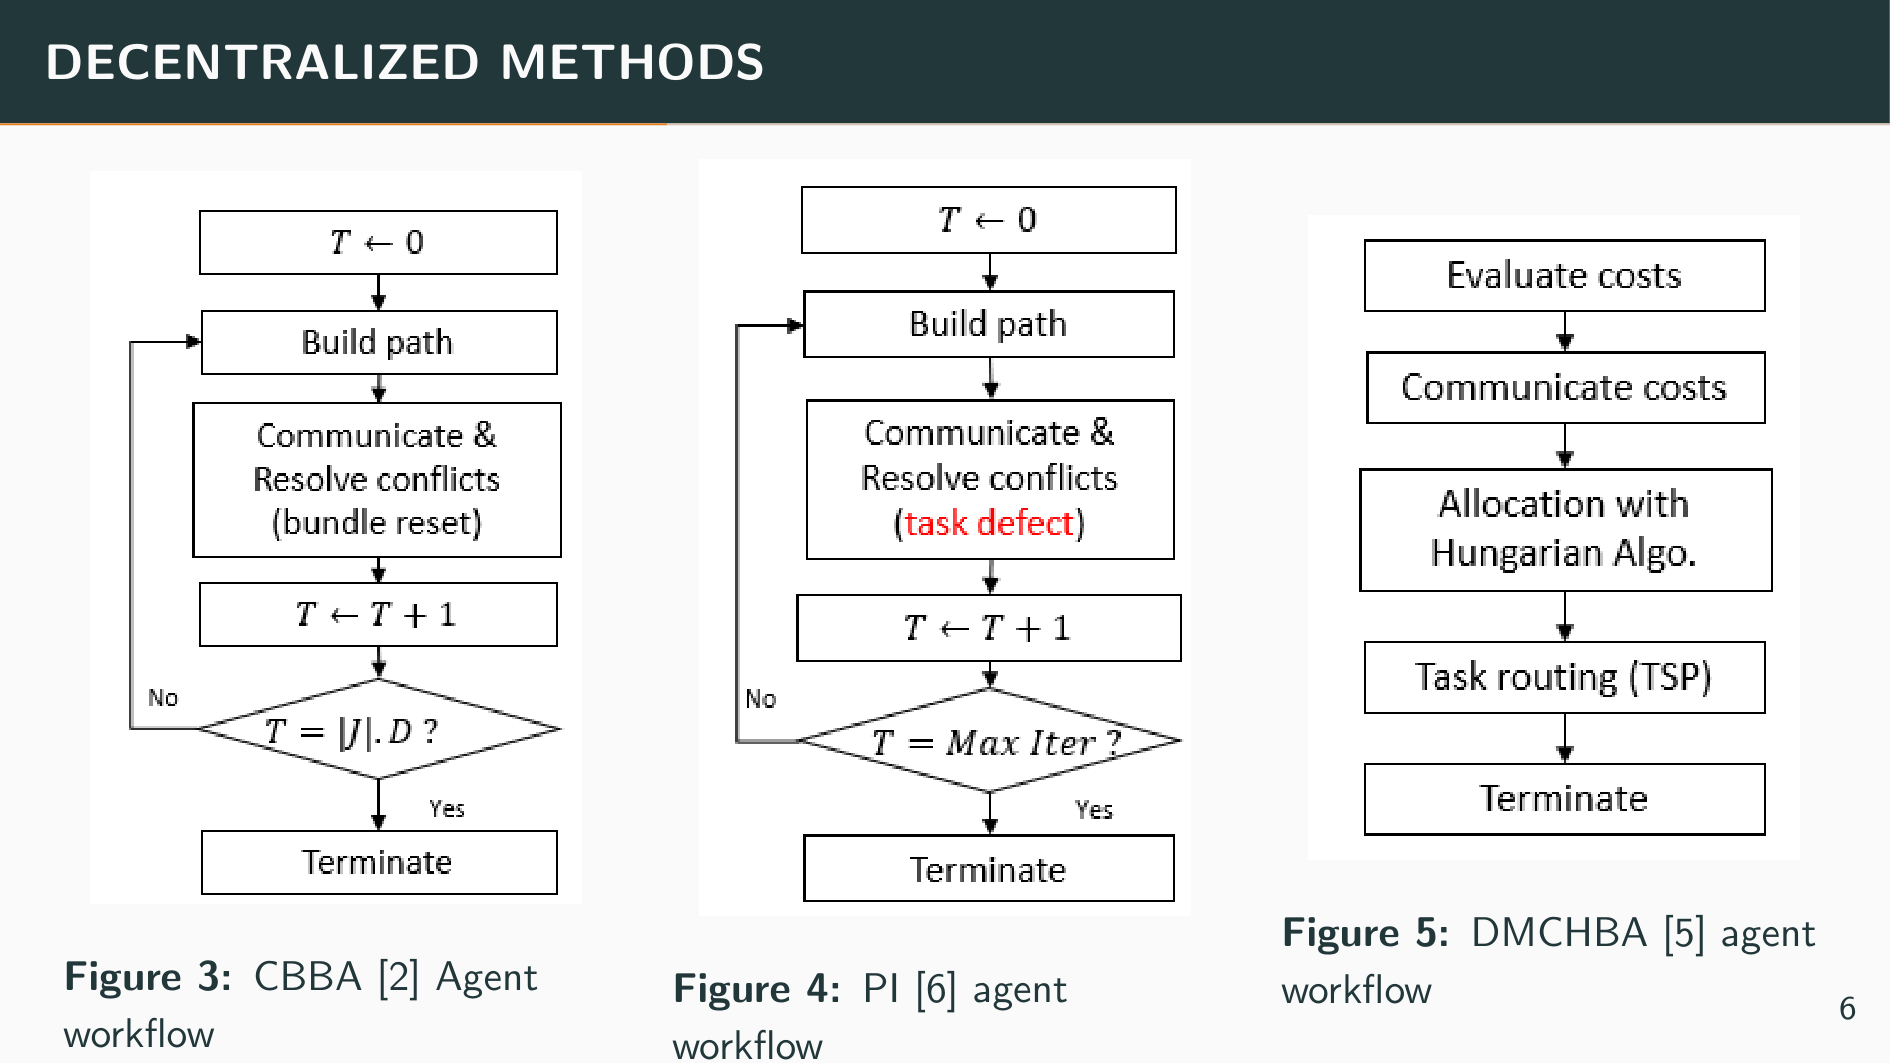 DECENTRALIZED METHODS
T ← 0
Build path
Communicate &
Resolve conflicts
(bundle reset)
T ← T + 1
No
T = |J|. D ?
Yes
Terminate
Figure 3: CBBA [2] Agent
workflow
T ← 0
Build path
Communicate &
Resolve conflicts
(task defect)
T ← T + 1
No
T = Max Iter ?
Yes
Terminate
Figure 4: PI [6] agent
workflow
Evaluate costs
Communicate costs
Allocation with
Hungarian Algo.
Task routing (TSP)
Terminate
Figure 5: DMCHBA [5] agent
workflow
6